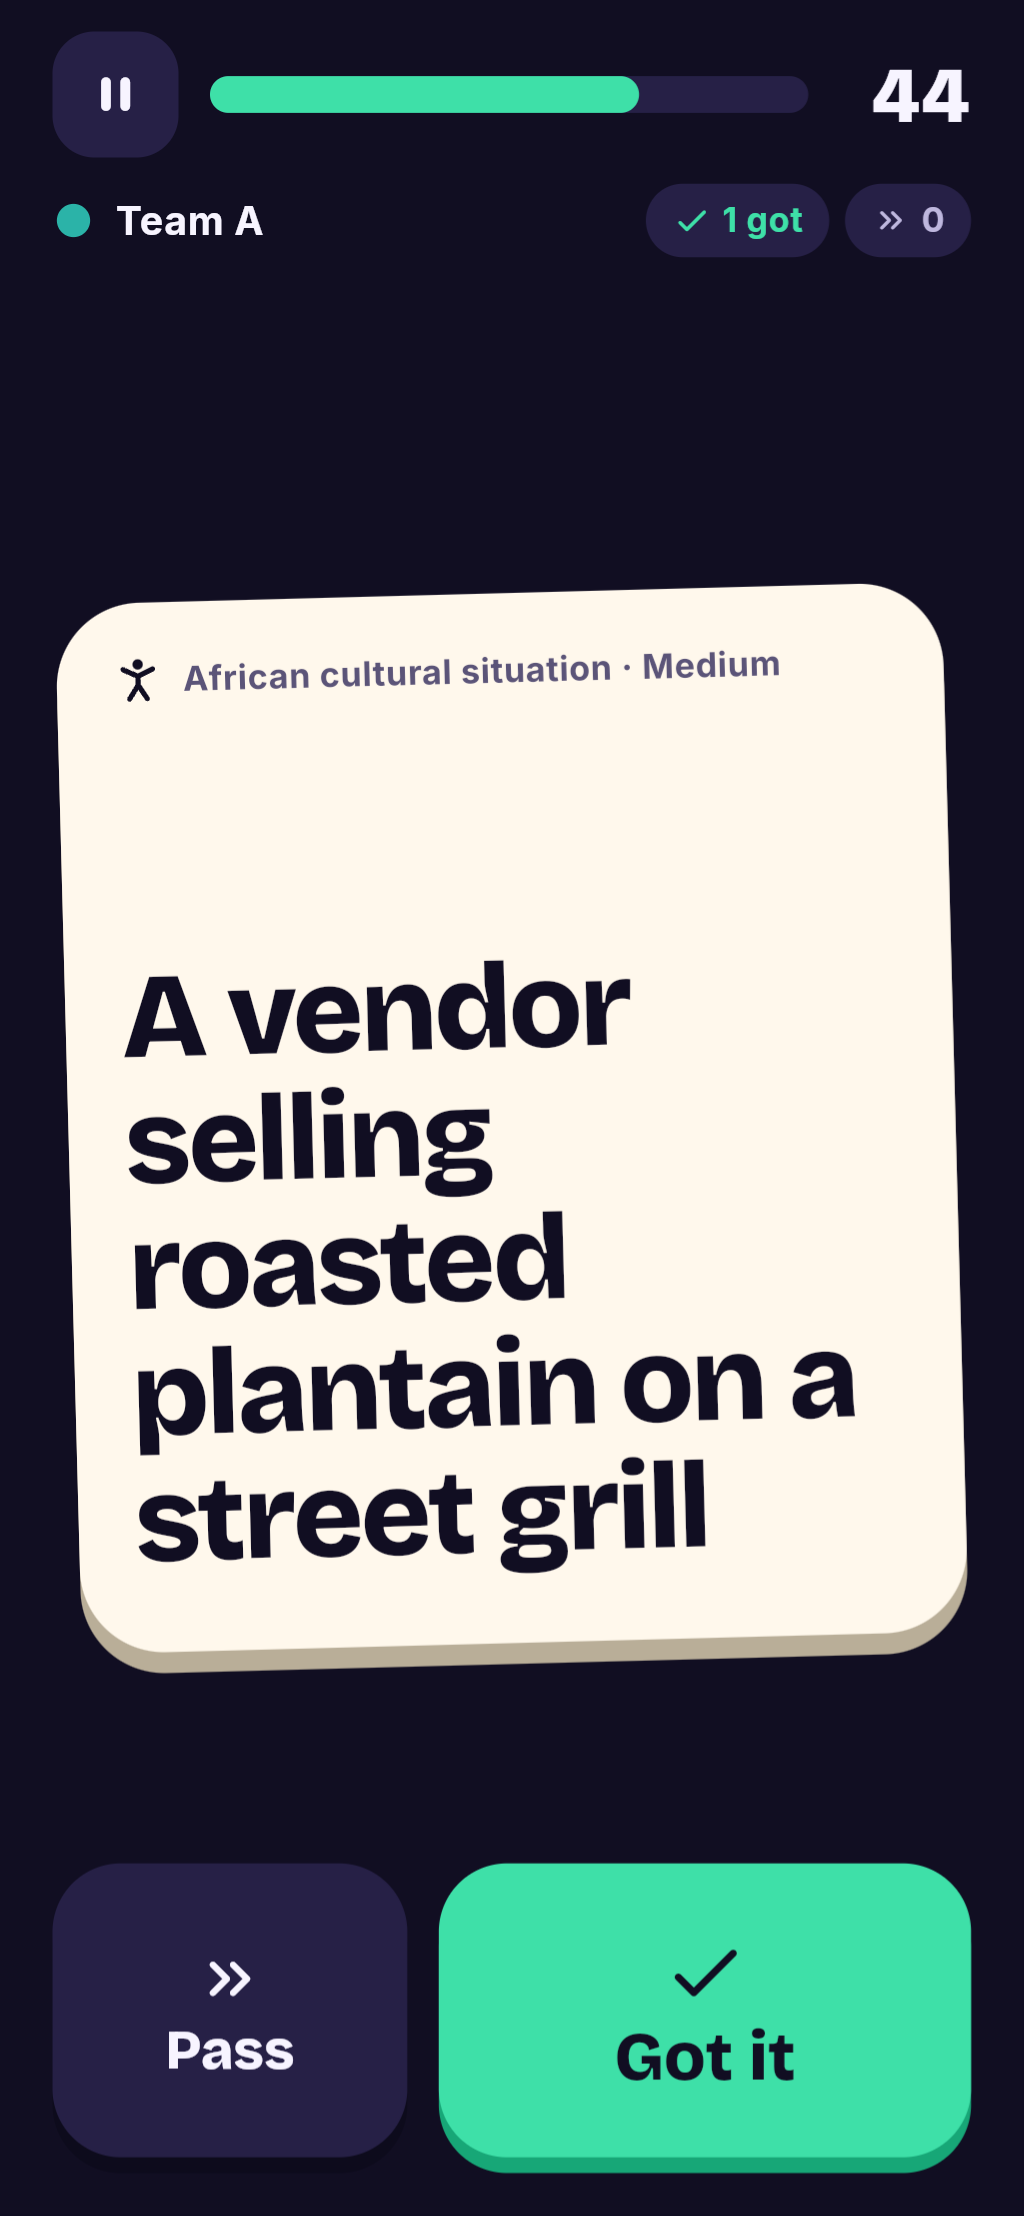 44
Team A
1 got
0
African cultural situation · Medium
A vendor
selling
roasted
plantain on a
street grill
Pass
Got it